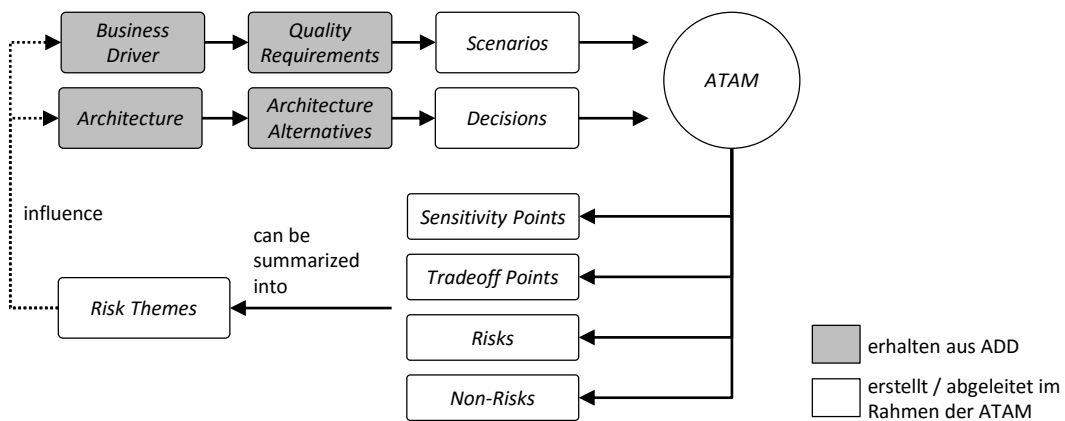 Business
Driver
Quality
Requirements
Scenarios
ATAM
Architecture
Architecture
Alternatives
Decisions
influence
can be
summarized
into
Sensitivity Points
Tradeoff Points
Risk Themes
Risks
Non-Risks
erhalten aus ADD
erstellt / abgeleitet im
Rahmen der ATAM